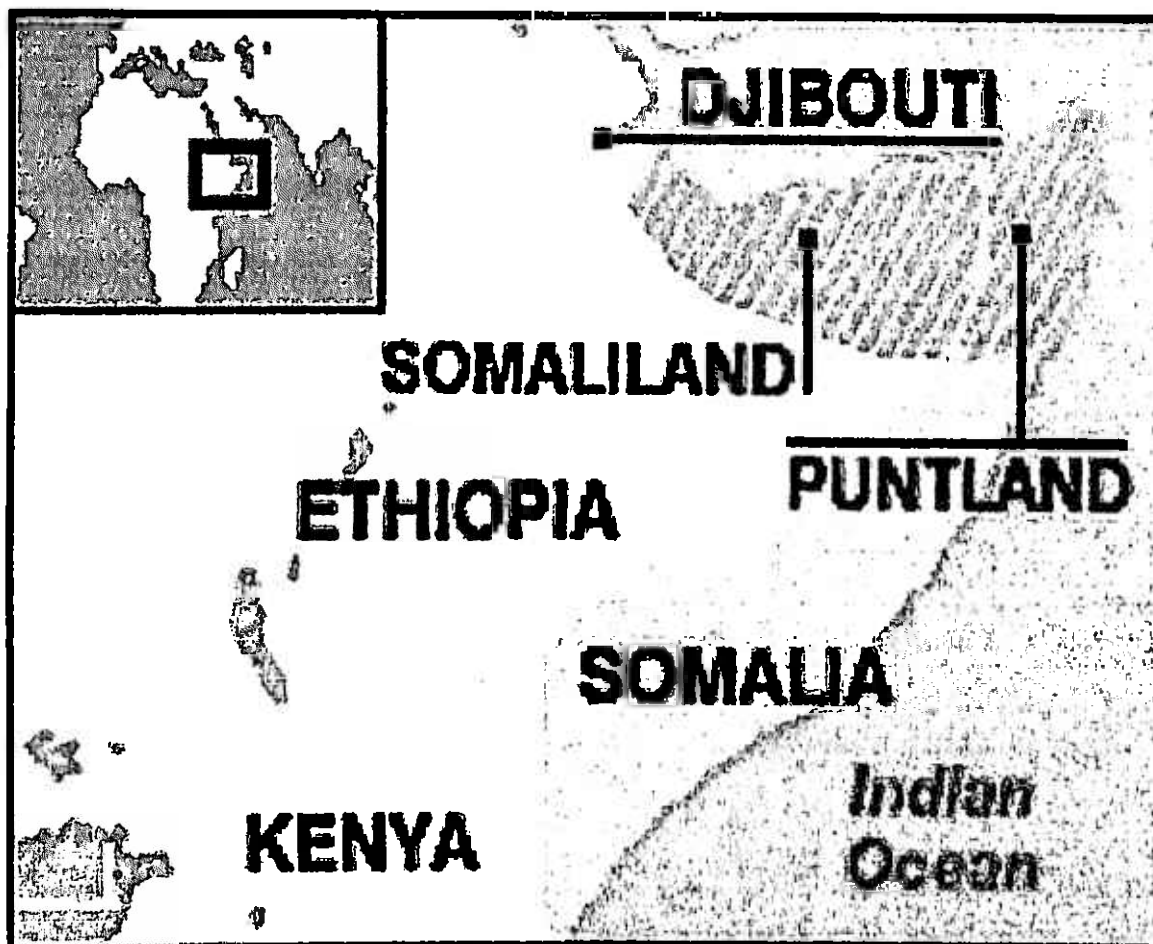 DJIBOUTI
SOMALILAND
PUNTLAND
ETHIOPIA
SOMALIA
Indian
Ocean
KENYA